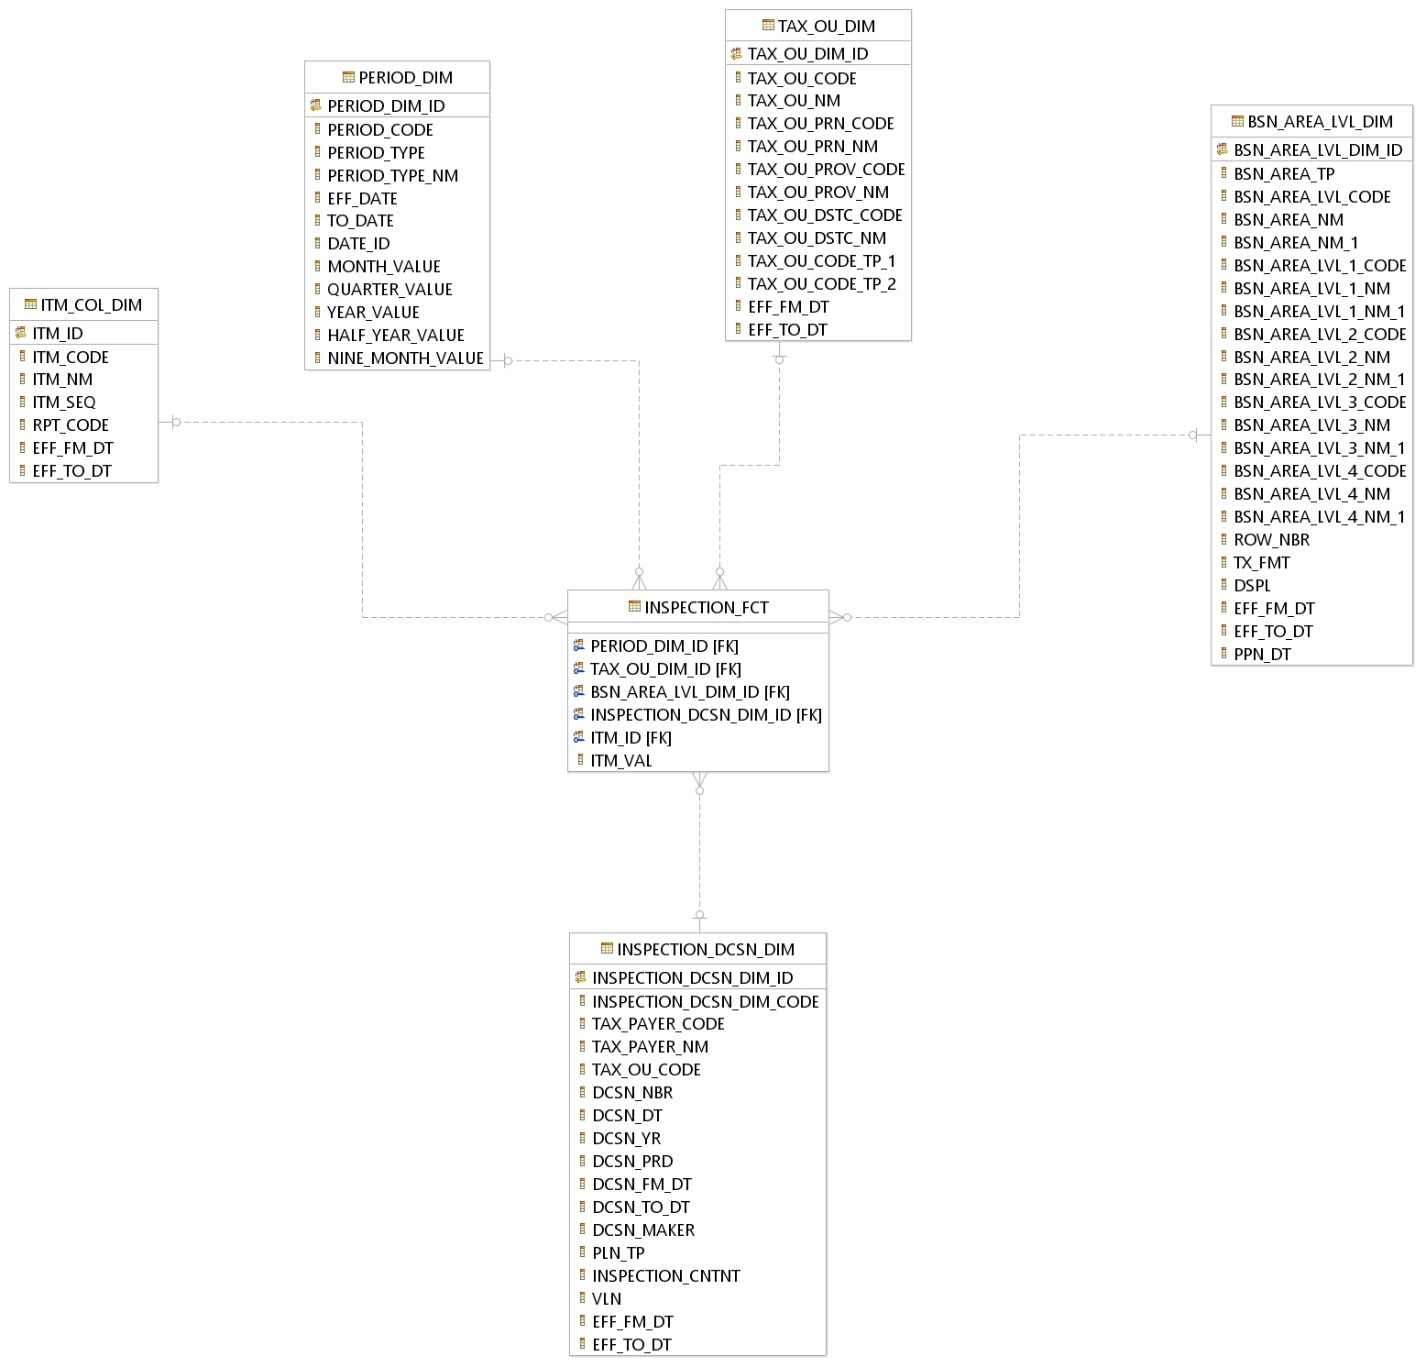 TAX_OU_DIM
TAX_OU_DIM_ID
TAX_OU_CODE
TAX_OU_NM
TAX_OU_PRN_CODE
TAX_OU_PRN_NM
TAX_OU_PROV_CODE
TAX_OU_PROV_NM
TAX_OU_DSTC_CODE
TAX_OU_DSTC_NM
TAX_OU_CODE_TP_1
TAX_OU_CODE_TP_2
EFF_FM_DT
EFF_TO_DT
PERIOD_DIM
PERIOD_DIM_ID
PERIOD_CODE
PERIOD_TYPE
PERIOD_TYPE_NM
EFF_DATE
TO_DATE
DATE_ID
MONTH_VALUE
QUARTER_VALUE
YEAR_VALUE
HALF_YEAR_VALUE
NINE_MONTH_VALUE
BSN_AREA_LVL_DIM
BSN_AREA_LVL_DIM_ID
BSN_AREA_TP
BSN_AREA_LVL_CODE
BSN_AREA_NM
BSN_AREA_NM_1
BSN_AREA_LVL_1_CODE
BSN_AREA_LVL_1_NM
BSN_AREA_LVL_1_NM_1
BSN_AREA_LVL_2_CODE
BSN_AREA_LVL_2_NM
BSN_AREA_LVL_2_NM_1
BSN_AREA_LVL_3_CODE
BSN_AREA_LVL_3_NM
BSN_AREA_LVL_3_NM_1
BSN_AREA_LVL_4_CODE
BSN_AREA_LVL_4_NM
BSN_AREA_LVL_4_NM_1
ROW_NBR
TX_FMT
DSPL
EFF_FM_DT
EFF_TO_DT
PPN_DT
ITM_COL_DIM
ITM_ID
ITM_CODE
ITM_NM
ITM_SEQ
RPT_CODE
EFF_FM_DT
EFF_TO_DT
INSPECTION_FCT
PERIOD_DIM_ID [FK]
TAX_OU_DIM_ID [FK]
BSN_AREA_LVL_DIM_ID [FK]
INSPECTION_DCSN_DIM_ID [FK]
ITM_ID [FK]
ITM_VAL
INSPECTION_DCSN_DIM
INSPECTION_DCSN_DIM_ID
INSPECTION_DCSN_DIM_CODE
TAX_PAYER_CODE
TAX_PAYER_NM
TAX_OU_CODE
DCSN_NBR
DCSN_DT
DCSN_YR
DCSN_PRD
DCSN_FM_DT
DCSN_TO_DT
DCSN_MAKER
PLN_TP
INSPECTION_CNTNT
VLN
EFF_FM_DT
EFF_TO_DT